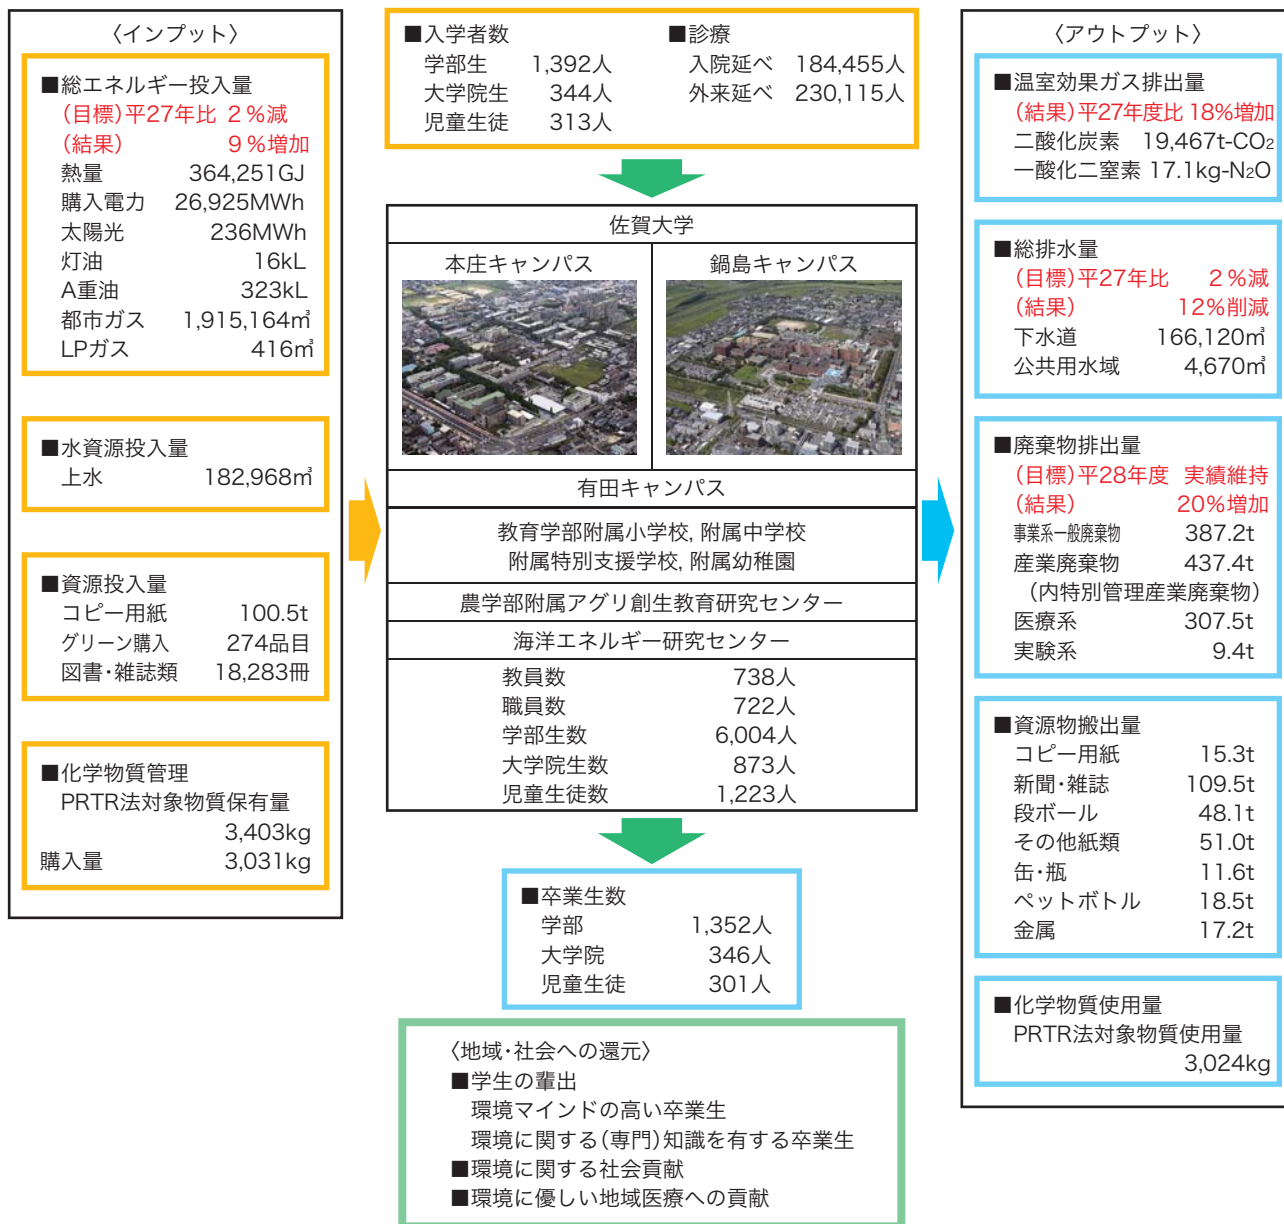 〈インプット〉
■総エネルギー投入量
(目標)平27年比 2%減
(結果) 9%増加
熱量 364,251GJ
購入電力 26,925MWh
太陽光 236MWh
灯油 16kL
A重油 323kL
都市ガス 1,915,164㎥
LPガス 416㎥
■水資源投入量
上水 182,968㎥
■資源投入量
コピー用紙 100.5t
グリーン購入 274品目
図書・雑誌類 18,283冊
■化学物質管理
PRTR法対象物質保有量
3,403kg
購入量 3,031kg
■入学者数
学部生 1,392人
大学院生 344人
児童生徒 313人
■診療
入院延べ 184,455人
外来延べ 230,115人
佐賀大学
本庄キャンパス
鍋島キャンパス
有田キャンパス
教育学部附属小学校, 附属中学校
附属特別支援学校, 附属幼稚園
農学部附属アグリ創生教育研究センター
海洋エネルギー研究センター
教員数 738人
職員数 722人
学部生数 6,004人
大学院生数 873人
児童生徒数 1,223人
■卒業生数
学部 1,352人
大学院 346人
児童生徒 301人
〈地域・社会への還元〉
■学生の輩出
環境マインドの高い卒業生
環境に関する(専門)知識を有する卒業生
■環境に関する社会貢献
■環境に優しい地域医療への貢献
〈アウトプット〉
■温室効果ガス排出量
(結果)平27年度比 18%増加
二酸化炭素 19,467t-CO₂
一酸化二窒素 17.1kg-N₂O
■総排水量
(目標)平27年比 2%減
(結果) 12%削減
下水道 166,120㎥
公共用水域 4,670㎥
■廃棄物排出量
(目標)平28年度 実績維持
(結果) 20%増加
事業系一般廃棄物 387.2t
産業廃棄物 437.4t
(内特別管理産業廃棄物)
医療系 307.5t
実験系 9.4t
■資源物搬出量
コピー用紙 15.3t
新聞・雑誌 109.5t
段ボール 48.1t
その他紙類 51.0t
缶・瓶 11.6t
ペットボトル 18.5t
金属 17.2t
■化学物質使用量
PRTR法対象物質使用量
3,024kg